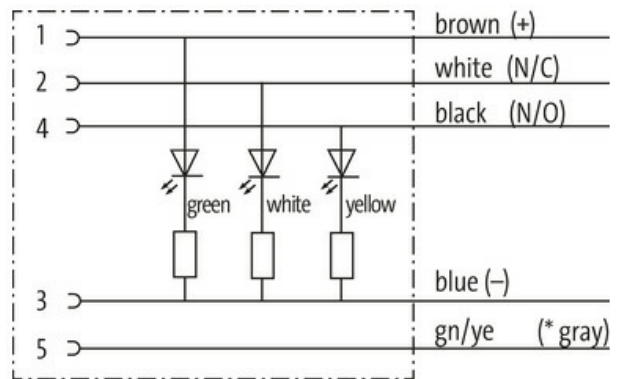 1 brown (+)
2 white (N/C)
4 black (N/O)
green white yellow
3 blue (–)
5 gn/ye (* gray)